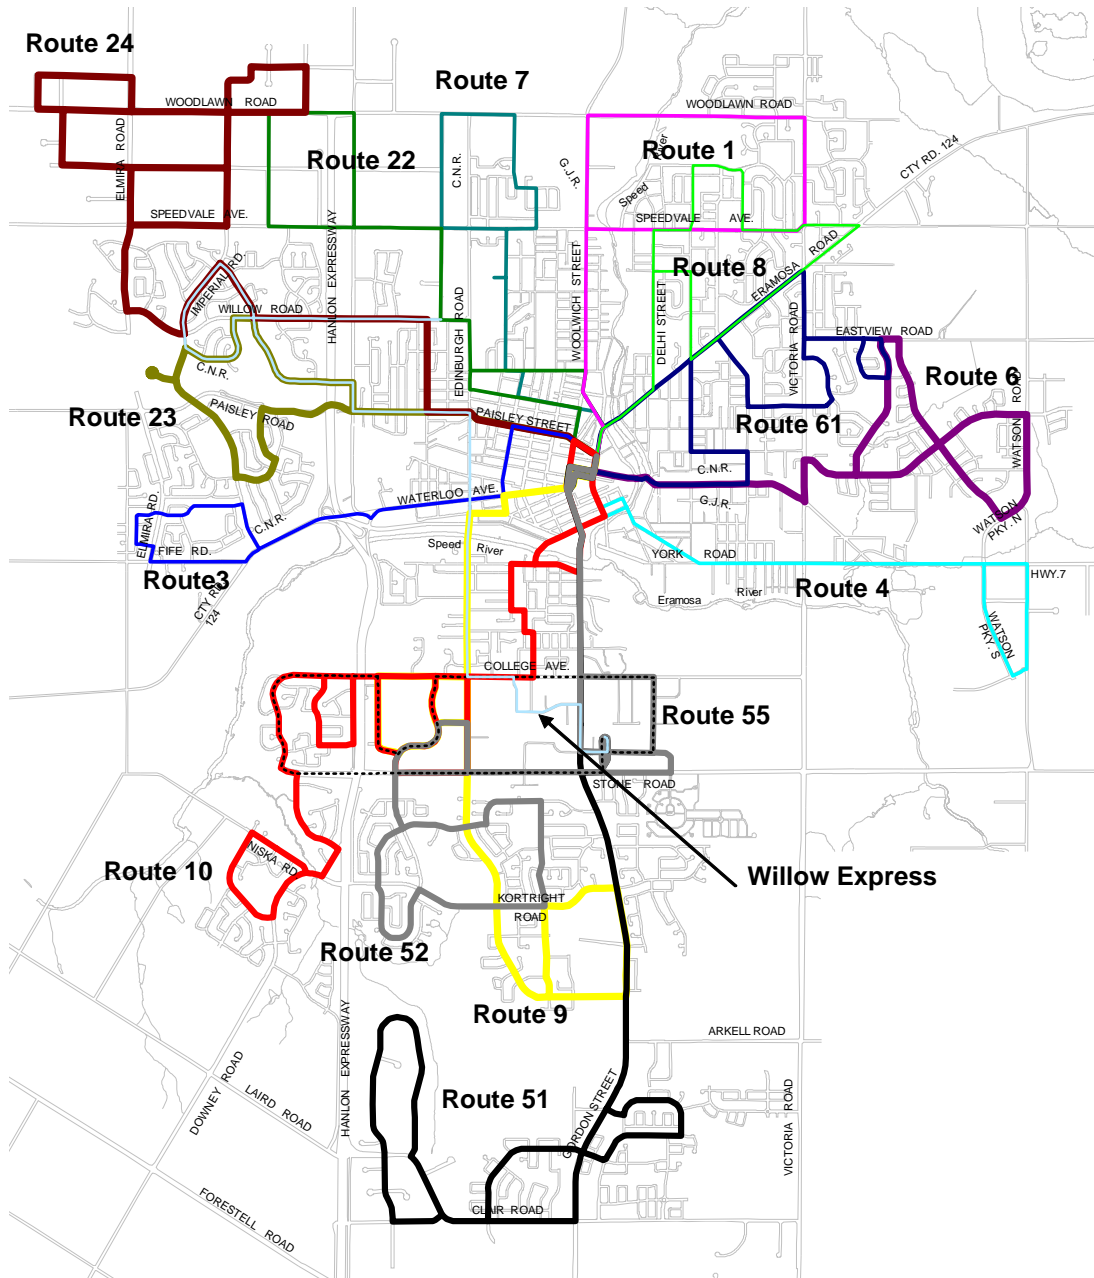 Route 24
Route 7
WOODLAWN ROAD
WOODLAWN ROAD
ELMIRA ROAD
Route 22
C.N.R.
G.J.R.
Speed River
Route 1
CTY RD. 124
SPEEDVALE AVE.
SPEEDVALE AVE.
HANLON EXPRESSWAY
IMPERIAL RD.
WILLOW ROAD
EDINBURGH ROAD
WOOLWICH STREET
Route 8
DELHI STREET
ERAMOSA ROAD
VICTORIA ROAD
EASTVIEW ROAD
C.N.R.
Route 6
WATSON ROAD
Route 23
PAISLEY ROAD
PAISLEY STREET
Route 61
C.N.R.
G.J.R.
WATERLOO AVE.
ELMIRA RD.
C.N.R.
FIFE RD.
Route3
CTY RD.
124
Speed River
YORK ROAD
WATSON
PKY. N
HWY.7
Route 4
Eramosa River
WATSON
PKY. S
COLLEGE AVE.
Route 55
STONE ROAD
NISKA RD.
Route 10
Willow Express
KORTRIGHT
ROAD
Route 52
Route 9
HANLON EXPRESSWAY
ARKELL ROAD
DOWNEY ROAD
LAIRD ROAD
Route 51
GORDON STREET
VICTORIA ROAD
FORESTELL ROAD
CLAIR ROAD